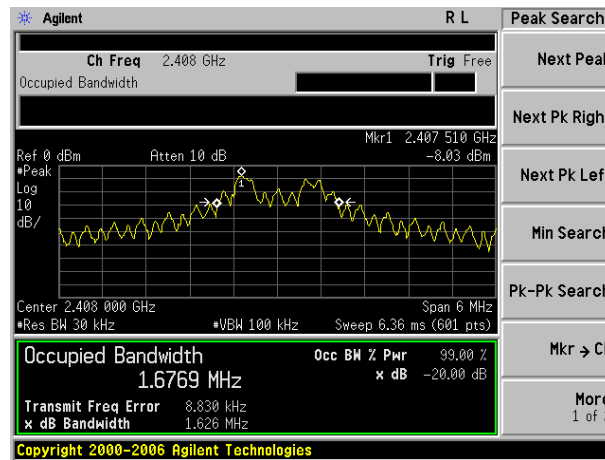 Agilent R L Peak Search
Ch Freq 2.408 GHz Trig Free
Occupied Bandwidth
Next Peak
Next Pk Righ
Mkr1 2.407 510 GHz
Ref 0 dBm Atten 10 dB -8.03 dBm
#Peak
Log
10
dB/
1
Next Pk Lef
Min Search
Pk-Pk Search
Center 2.408 000 GHz Span 6 MHz
#Res BW 30 kHz #VBW 100 kHz Sweep 6.36 ms (601 pts)
Occupied Bandwidth Occ BW % Pwr 99.00 %
1.6769 MHz x dB -20.00 dB
Transmit Freq Error 8.830 kHz
x dB Bandwidth 1.626 MHz
Mkr → C
More
1 of
Copyright 2000-2006 Agilent Technologies